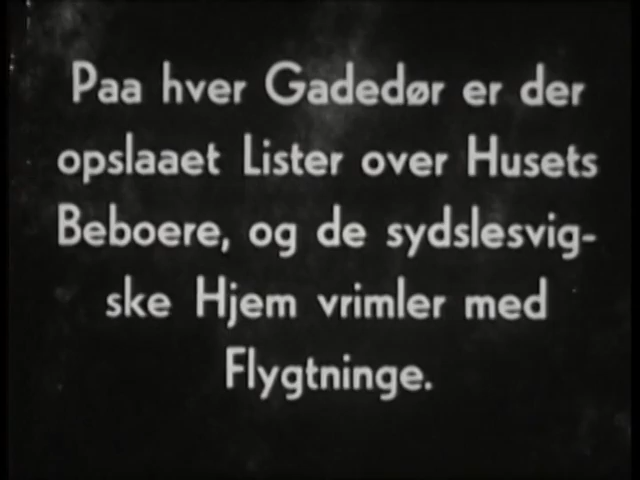 Paa hver Gadedør er der
opslaaet Lister over Husets
Beboere, og de sydslesvig-
ske Hjem vrimler med
Flygtninge.